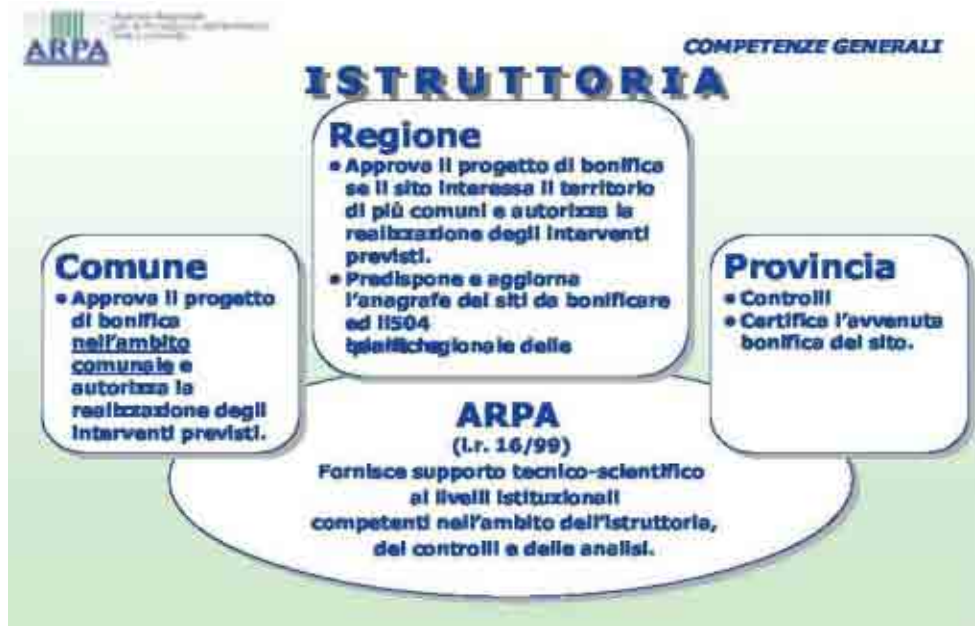 ARPA
COMPETENZE GENERALI
ISTRUTTORIA
Regione
• Approva il progetto di bonifica
se il sito interessa il territorio
di più comuni e autorizza la
realizzazione degli interventi
previsti.
• Predispone e aggiorna
l'anagrafe dei siti da bonificare
ed il504
regionale delle
Comune
• Approva il progetto
di bonifica
nell'ambito
comunale e
autorizza la
realizzazione degli
interventi previsti.
Provincia
• Controlli
• Certifica l'avvenuta
bonifica del sito.
ARPA
(l.r. 16/99)
Fornisce supporto tecnico-scientifico
ai livelli istituzionali
competenti nell'ambito dell'istruttoria,
dei controlli e delle analisi.